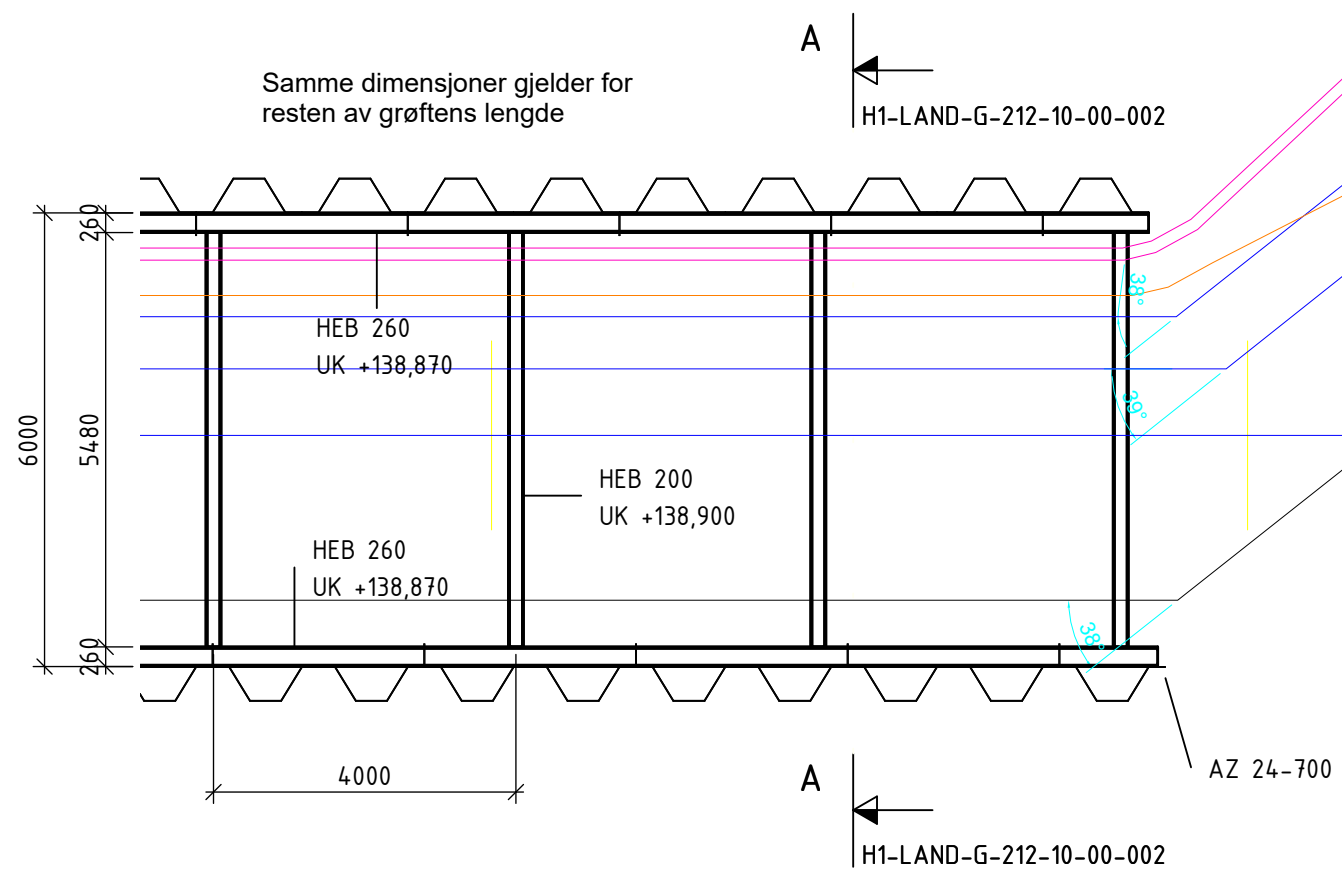 A
Samme dimensjoner gjelder for
resten av grøftens lengde
H1-LAND-G-212-10-00-002
260
6000
5480
260
HEB 260
UK +138,870
38°
39°
HEB 200
UK +138,900
HEB 260
UK +138,870
38°
4000
A
AZ 24-700
H1-LAND-G-212-10-00-002